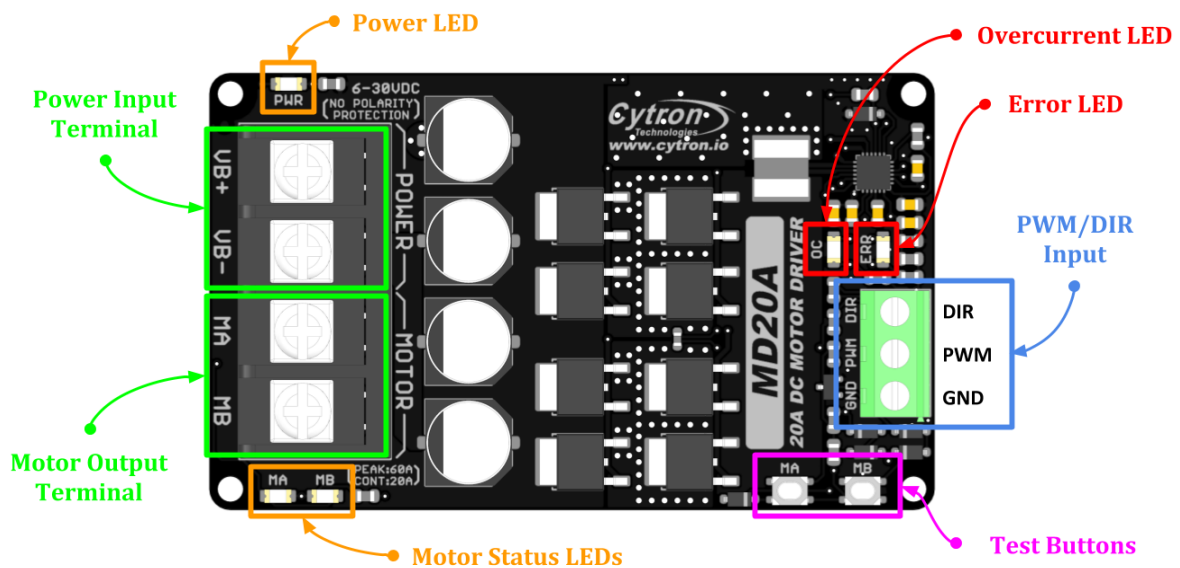 Power LED
Overcurrent LED
Error LED
Power Input
Terminal
PWR
6-30VDC
(NO POLARITY
PROTECTION)
Cytron
Technologies
www.cytron.io
VB+
VB-
POWER
MA
MB
MOTOR
MD20A
20A DC MOTOR DRIVER
OC
ERR
PWM/DIR
Input
DIR
PWM
GND
DIR
PWM
GND
Motor Output
Terminal
MA
MB
(PEAK:60A
CONT:20A)
MA
MB
Motor Status LEDs
Test Buttons